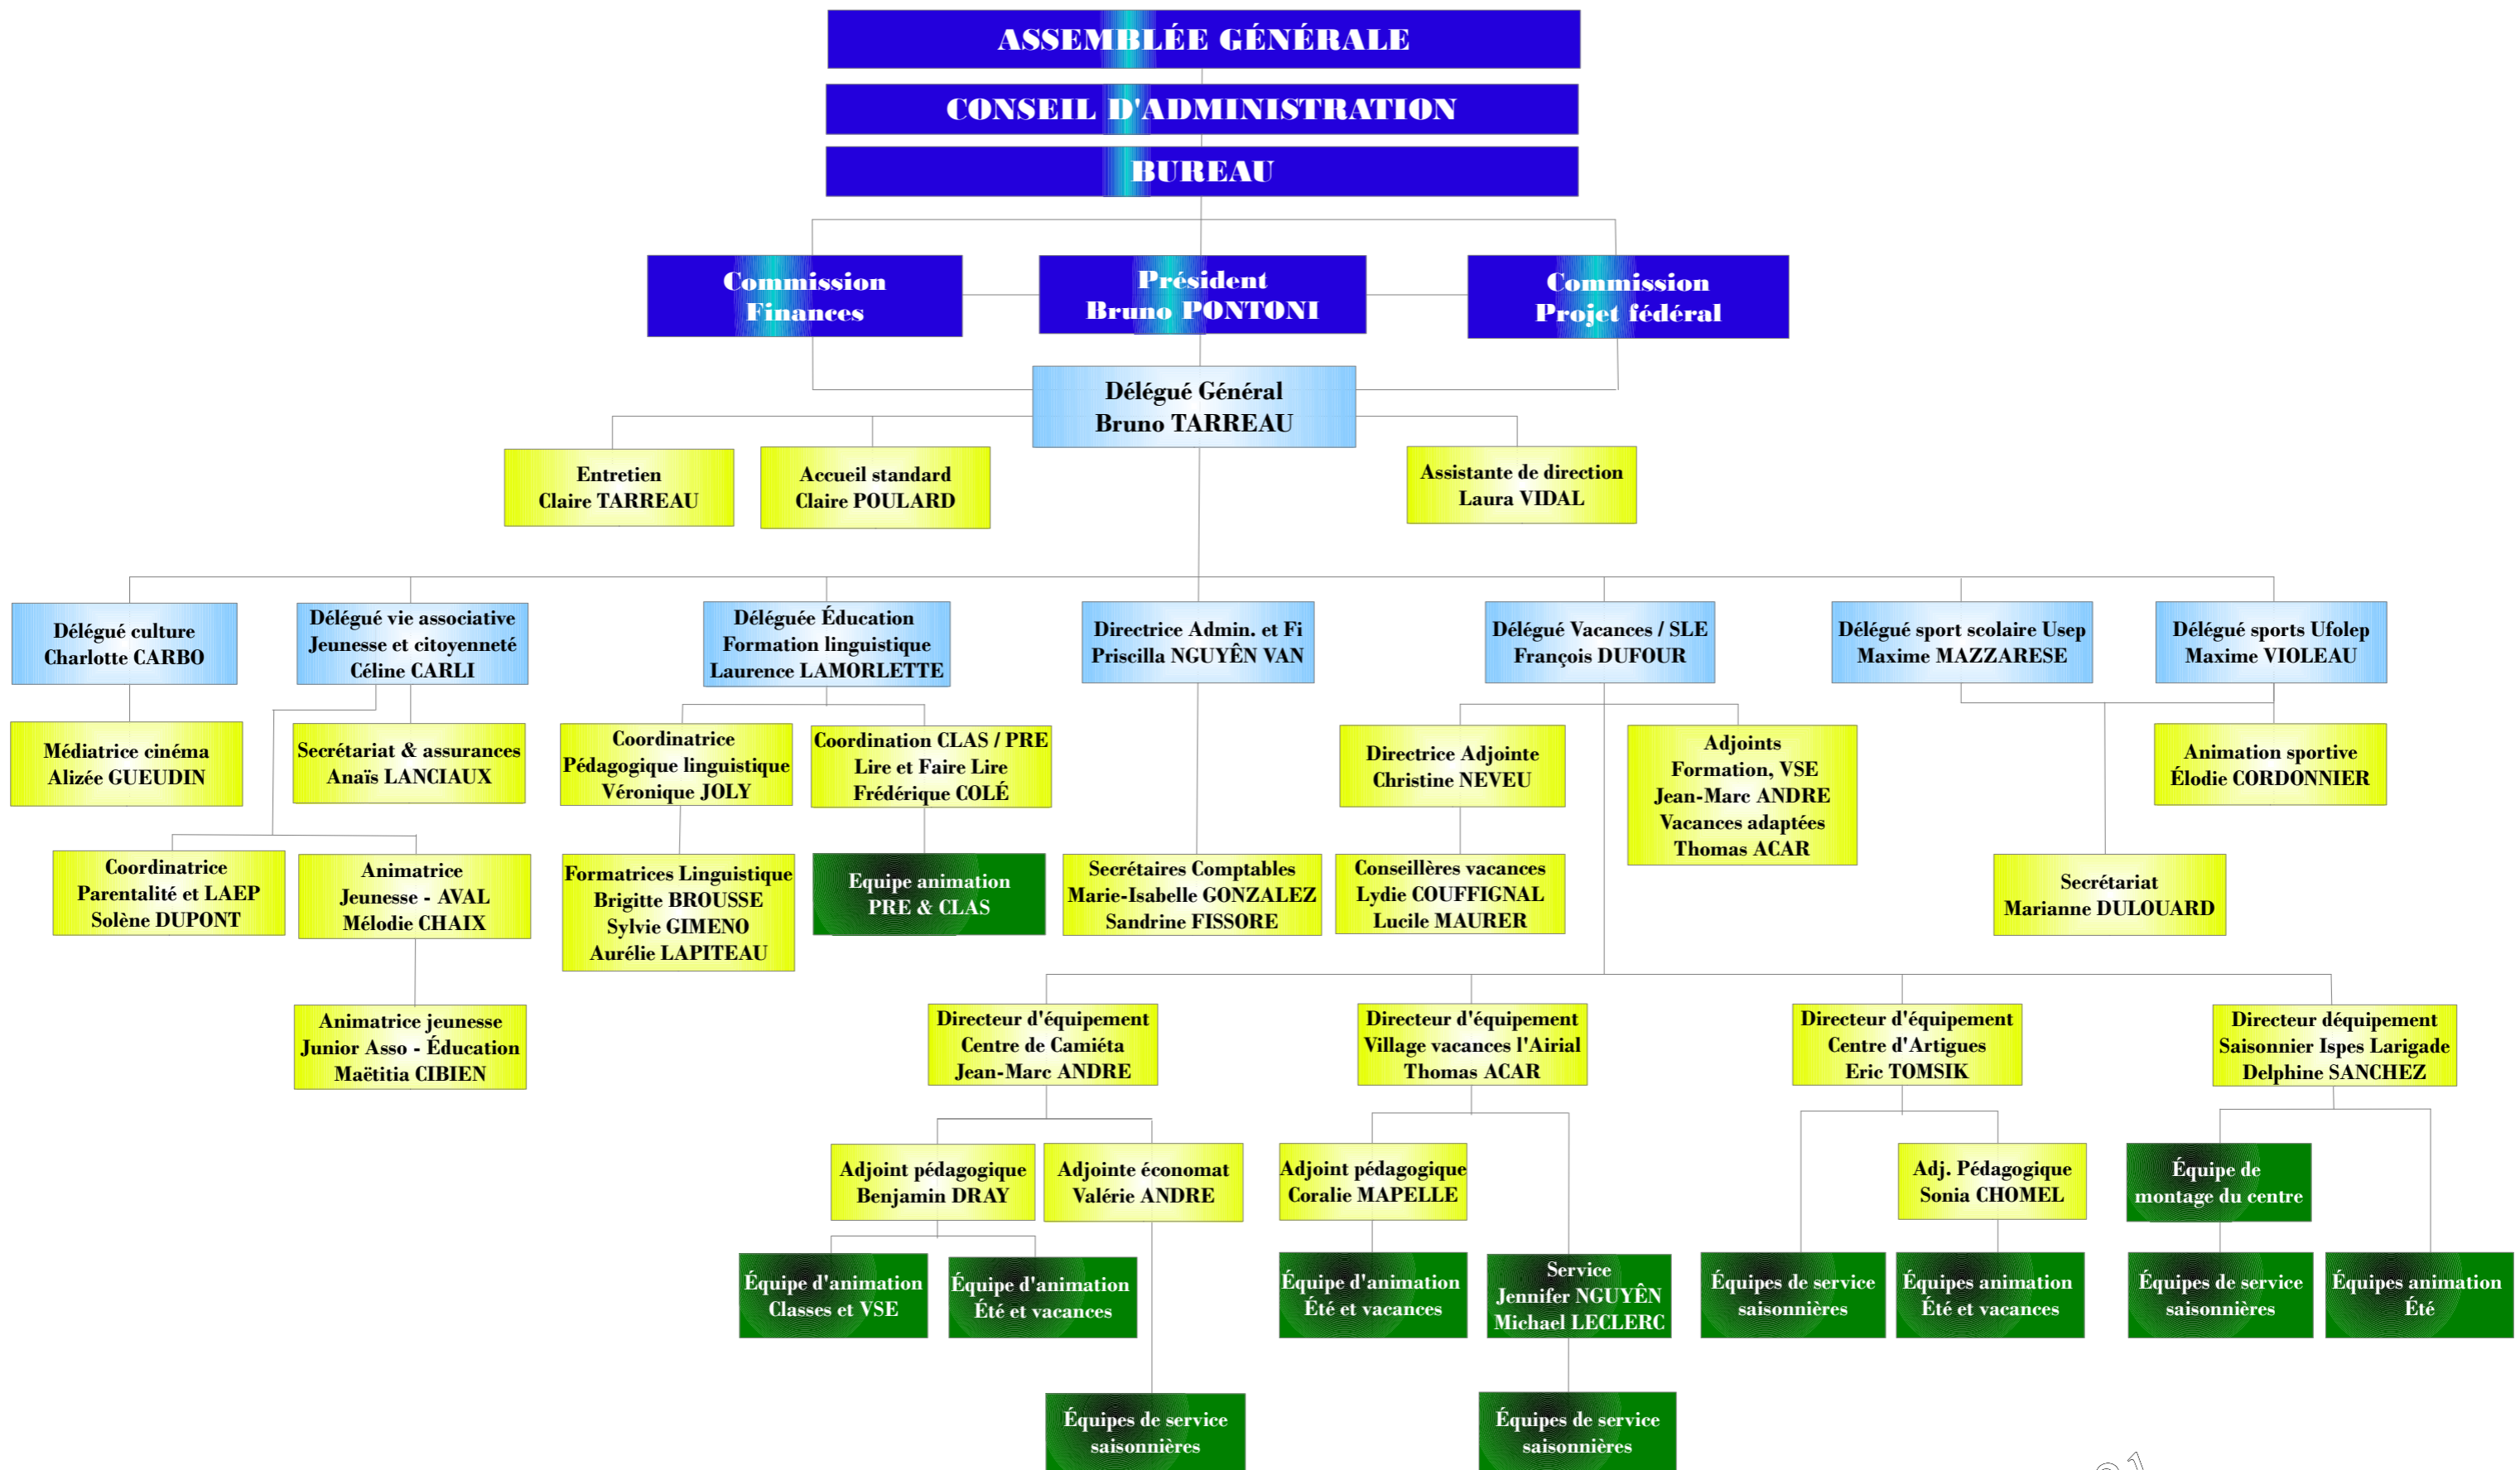 ASSEMBLÉE GÉNÉRALE
CONSEIL D'ADMINISTRATION
BUREAU
Commission
Finances
Président
Bruno PONTONI
Commission
Projet fédéral
Délégué Général
Bruno TARREAU
Entretien
Claire TARREAU
Accueil standard
Claire POULARD
Assistante de direction
Laura VIDAL
Délégué culture
Charlotte CARBO
Délégué vie associative
Jeunesse et citoyenneté
Céline CARLI
Déléguée Éducation
Formation linguistique
Laurence LAMORLETTE
Directrice Admin. et Fi
Priscilla NGUYÊN VAN
Délégué Vacances / SLE
François DUFOUR
Délégué sport scolaire Usep
Maxime MAZZARESE
Délégué sports Ufolep
Maxime VIOLEAU
Médiatrice cinéma
Alizée GUEUDIN
Secrétariat & assurances
Anaïs LANCIAUX
Coordinatrice
Pédagogique linguistique
Véronique JOLY
Coordination CLAS / PRE
Lire et Faire Lire
Frédérique COLÉ
Directrice Adjointe
Christine NEVEU
Adjoints
Formation, VSE
Jean-Marc ANDRE
Vacances adaptées
Thomas ACAR
Animation sportive
Élodie CORDONNIER
Coordinatrice
Parentalité et LAEP
Solène DUPONT
Animatrice
Jeunesse - AVAL
Mélodie CHAIX
Formatrices Linguistique
Brigitte BROUSSE
Sylvie GIMENO
Aurélie LAPITEAU
Equipe animation
PRE & CLAS
Secrétaires Comptables
Marie-Isabelle GONZALEZ
Sandrine FISSORE
Conseillères vacances
Lydie COUFFIGNAL
Lucile MAURER
Secrétariat
Marianne DULOUARD
Animatrice jeunesse
Junior Asso - Éducation
Maëtitia CIBIEN
Directeur d'équipement
Centre de Camiéta
Jean-Marc ANDRE
Directeur d'équipement
Village vacances l'Airial
Thomas ACAR
Directeur d'équipement
Centre d'Artigues
Eric TOMSIK
Directeur déquipement
Saisonnier Ispes Larigade
Delphine SANCHEZ
Adjoint pédagogique
Benjamin DRAY
Adjointe économat
Valérie ANDRE
Adjoint pédagogique
Coralie MAPELLE
Adj. Pédagogique
Sonia CHOMEL
Équipe de
montage du centre
Équipe d'animation
Classes et VSE
Équipe d'animation
Été et vacances
Équipe d'animation
Été et vacances
Service
Jennifer NGUYÊN
Michael LECLERC
Équipes de service
saisonnières
Équipes animation
Été et vacances
Équipes de service
saisonnières
Équipes animation
Été
Équipes de service
saisonnières
Équipes de service
saisonnières